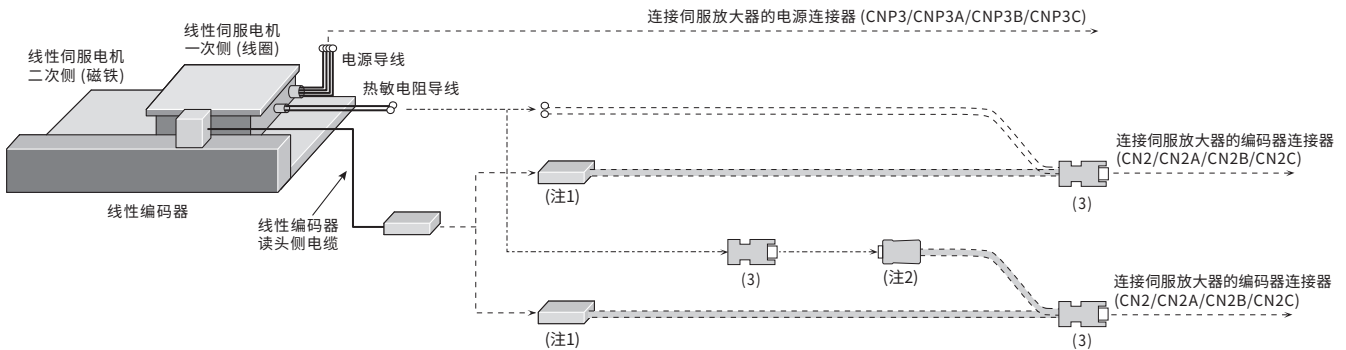 连接伺服放大器的电源连接器 (CNP3/CNP3A/CNP3B/CNP3C)
线性伺服电机
一次侧 (线圈)
线性伺服电机
二次侧 (磁铁)
电源导线
热敏电阻导线
连接伺服放大器的编码器连接器
(CN2/CN2A/CN2B/CN2C)
(注1)
(3)
线性编码器
线性编码器
读头侧电缆
(3)
(注2)
连接伺服放大器的编码器连接器
(CN2/CN2A/CN2B/CN2C)
(注1)
(3)